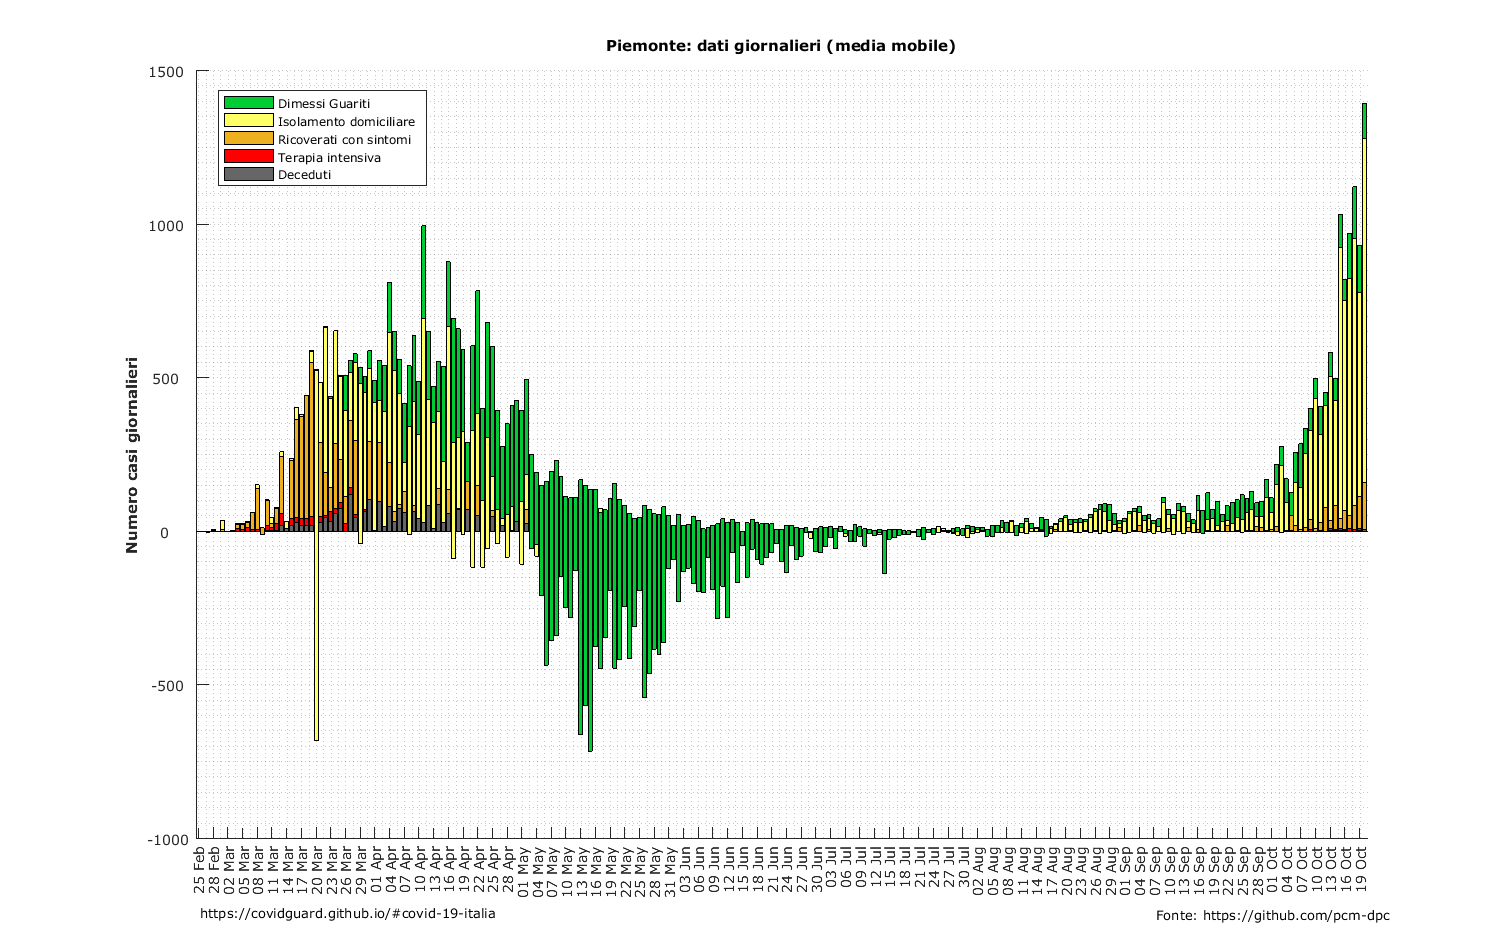 Piemonte: dati giornalieri (media mobile)
1500
1000
500
0
-500
-1000
Numero casi giornalieri
Dimessi Guariti
Isolamento domiciliare
Ricoverati con sintomi
Terapia intensiva
Deceduti
25 Feb
28 Feb
02 Mar
05 Mar
08 Mar
11 Mar
14 Mar
17 Mar
20 Mar
23 Mar
26 Mar
29 Mar
01 Apr
04 Apr
07 Apr
10 Apr
13 Apr
16 Apr
19 Apr
22 Apr
25 Apr
28 Apr
01 May
04 May
07 May
10 May
13 May
16 May
19 May
22 May
25 May
28 May
31 May
03 Jun
06 Jun
09 Jun
12 Jun
15 Jun
18 Jun
21 Jun
24 Jun
27 Jun
30 Jun
03 Jul
06 Jul
09 Jul
12 Jul
15 Jul
18 Jul
21 Jul
24 Jul
27 Jul
30 Jul
02 Aug
05 Aug
08 Aug
11 Aug
14 Aug
17 Aug
20 Aug
23 Aug
26 Aug
29 Aug
01 Sep
04 Sep
07 Sep
10 Sep
13 Sep
16 Sep
19 Sep
22 Sep
25 Sep
28 Sep
01 Oct
04 Oct
07 Oct
10 Oct
13 Oct
16 Oct
19 Oct
https://covidguard.github.io/#covid-19-italia
Fonte: https://github.com/pcm-dpc